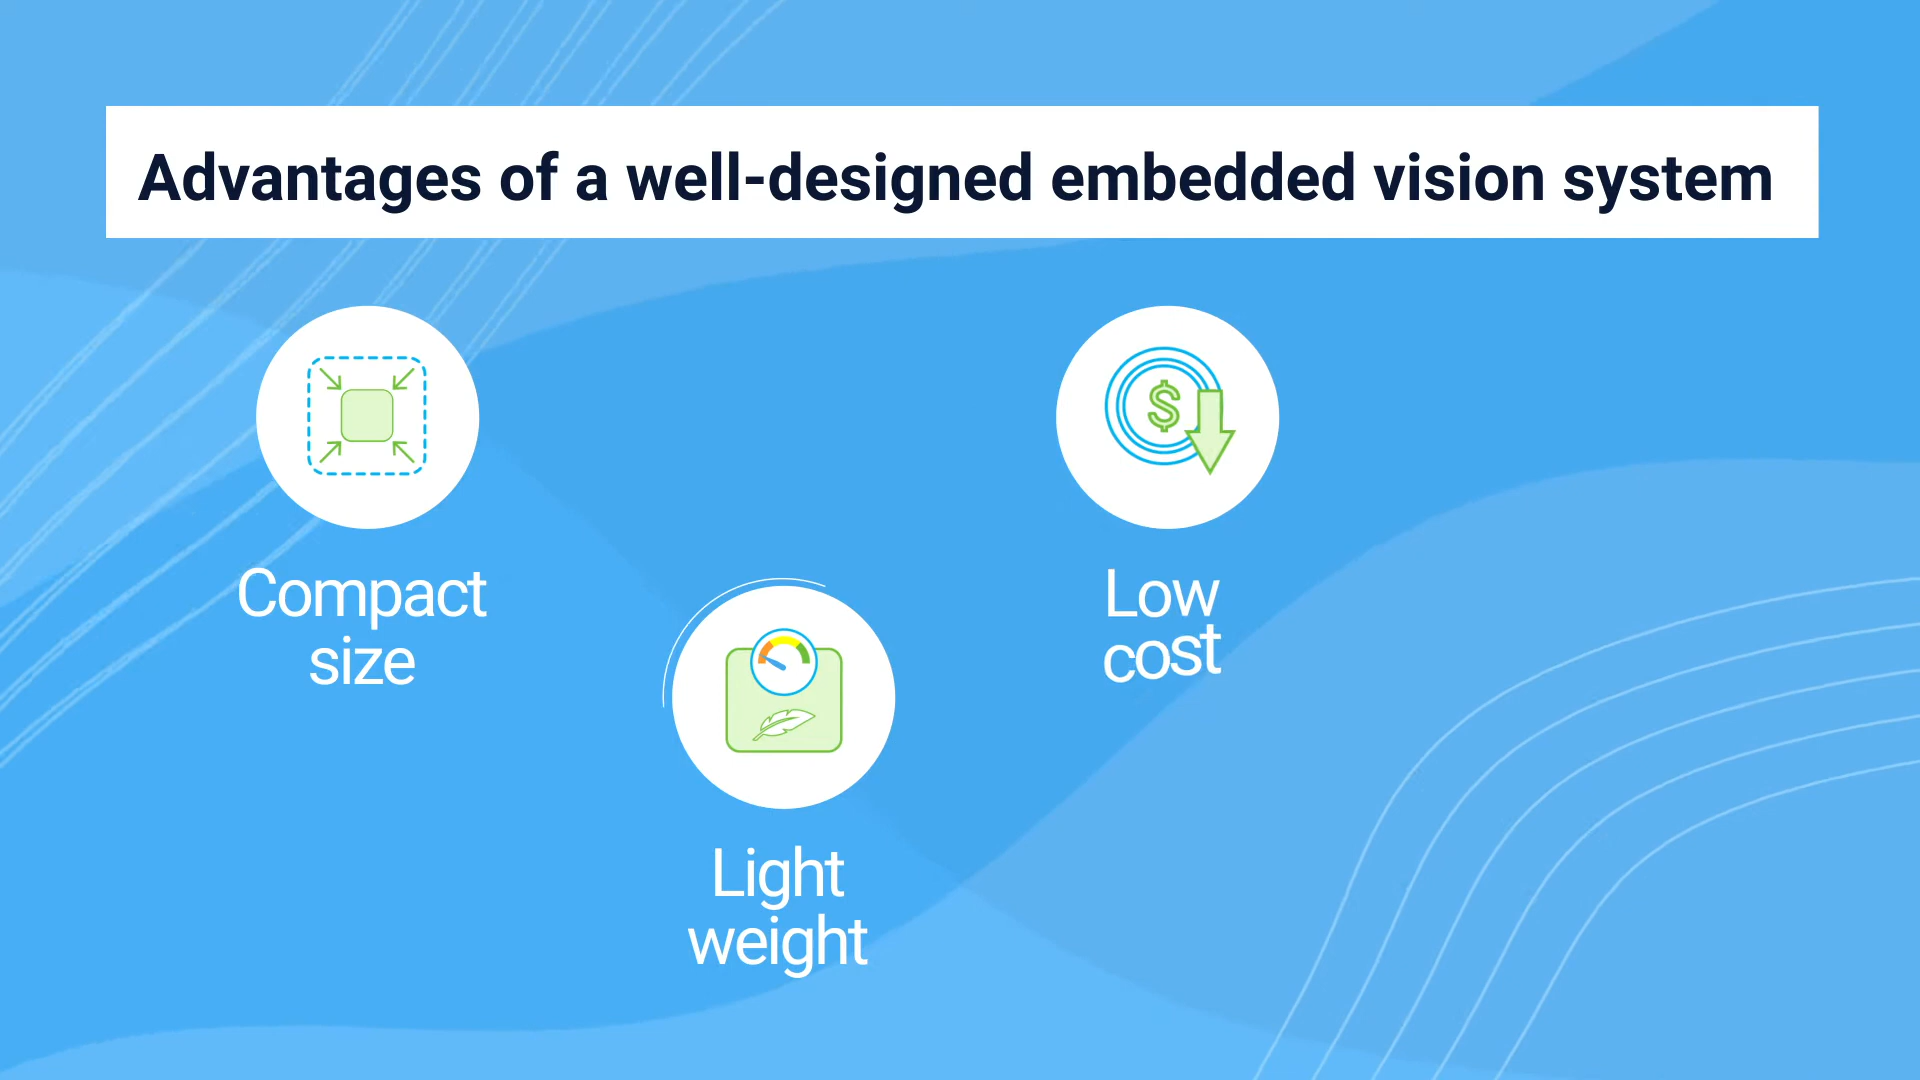 Advantages of a well-designed embedded vision system
Compact
size
Light
weight
$
Low
cost